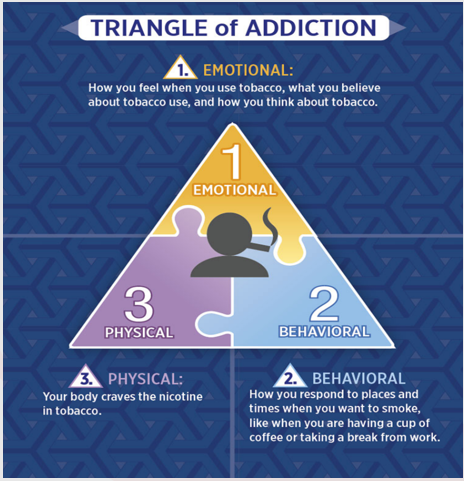 TRIANGLE of ADDICTION
1. EMOTIONAL:
How you feel when you use tobacco, what you believe
about tobacco use, and how you think about tobacco.
1
EMOTIONAL
3
PHYSICAL
2
BEHAVIORAL
3. PHYSICAL:
Your body craves the nicotine
in tobacco.
2. BEHAVIORAL
How you respond to places and
times when you want to smoke,
like when you are having a cup of
coffee or taking a break from work.